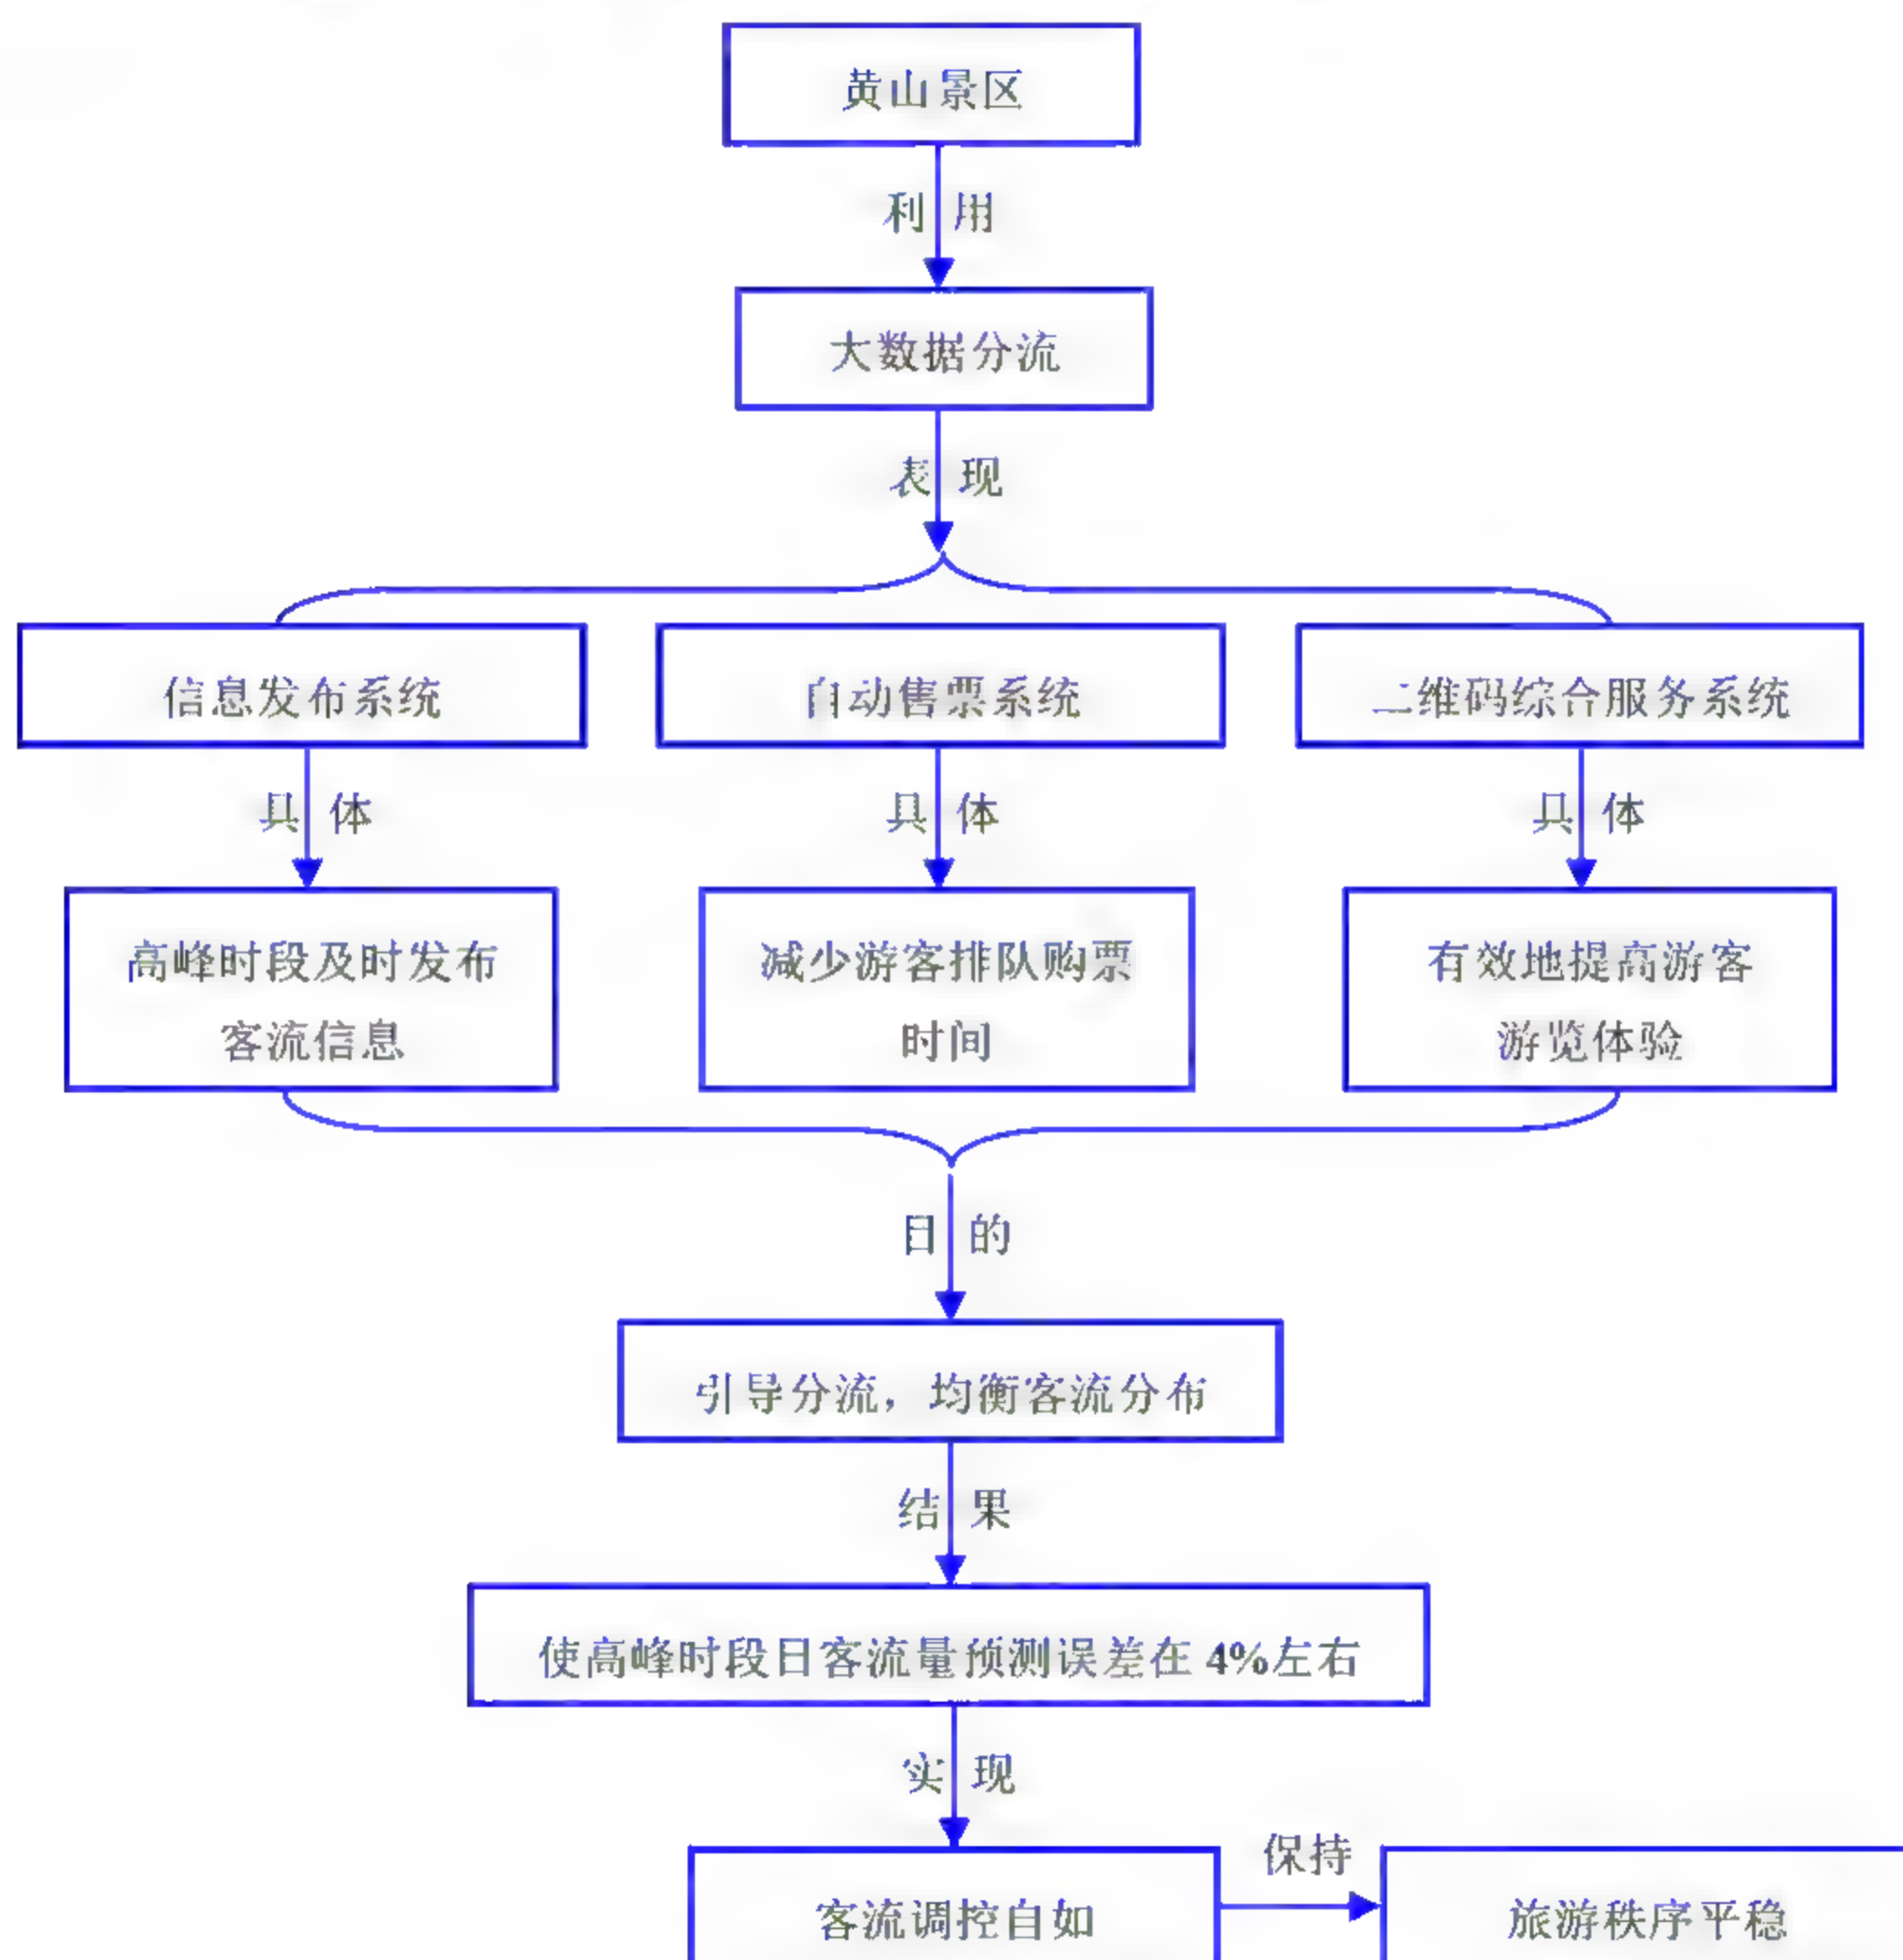 黄山景区
利用
大数据分流
表现
信息发布系统
自动售票系统
二维码综合服务系统
具体
具体
具体
高峰时段及时发布
客流信息
减少游客排队购票
时间
有效地提高游客
游览体验
目的
引导分流，均衡客流分布
结果
使高峰时段日客流量预测误差在 4%左右
实现
客流调控自如
保持
旅游秩序平稳